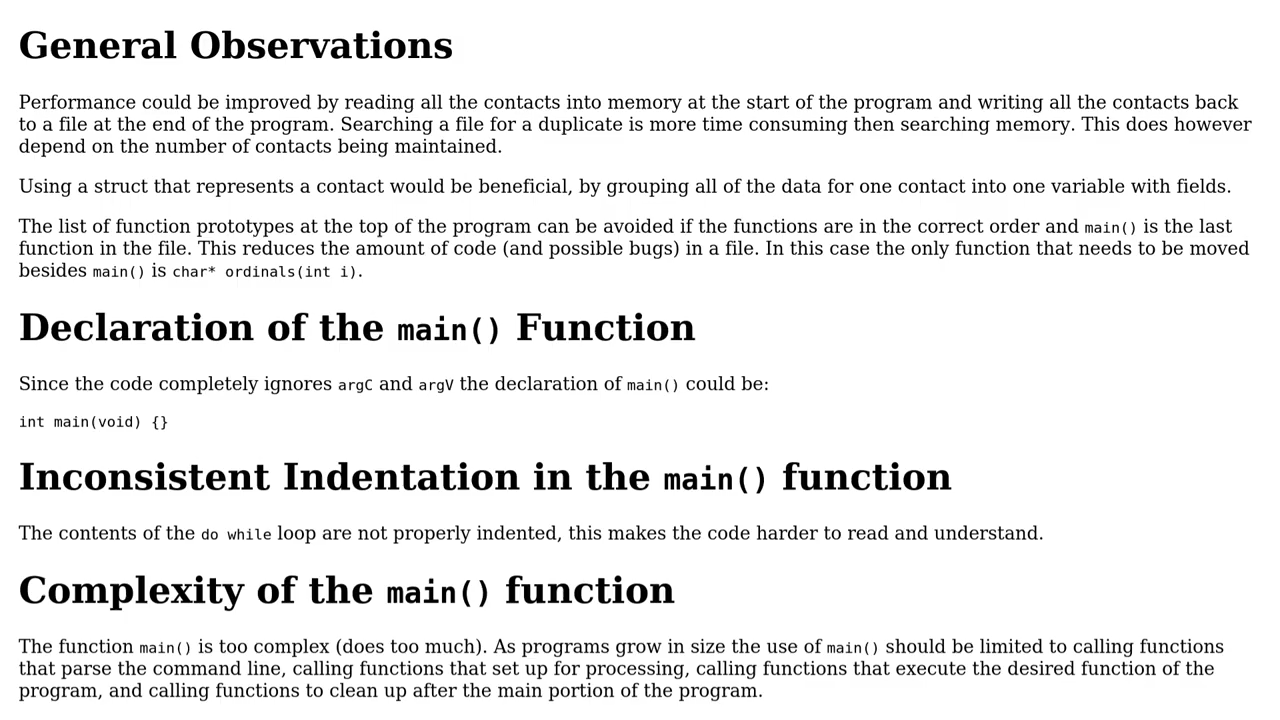 General Observations
Performance could be improved by reading all the contacts into memory at the start of the program and writing all the contacts back
to a file at the end of the program. Searching a file for a duplicate is more time consuming then searching memory. This does however
depend on the number of contacts being maintained.
Using a struct that represents a contact would be beneficial, by grouping all of the data for one contact into one variable with fields.
The list of function prototypes at the top of the program can be avoided if the functions are in the correct order and main() is the last
function in the file. This reduces the amount of code (and possible bugs) in a file. In this case the only function that needs to be moved
besides main() is char* ordinals(int i).
Declaration of the main() Function
Since the code completely ignores argC and argV the declaration of main() could be:
int main(void) {}
Inconsistent Indentation in the main() function
The contents of the do while loop are not properly indented, this makes the code harder to read and understand.
Complexity of the main() function
The function main() is too complex (does too much). As programs grow in size the use of main() should be limited to calling functions
that parse the command line, calling functions that set up for processing, calling functions that execute the desired function of the
program, and calling functions to clean up after the main portion of the program.